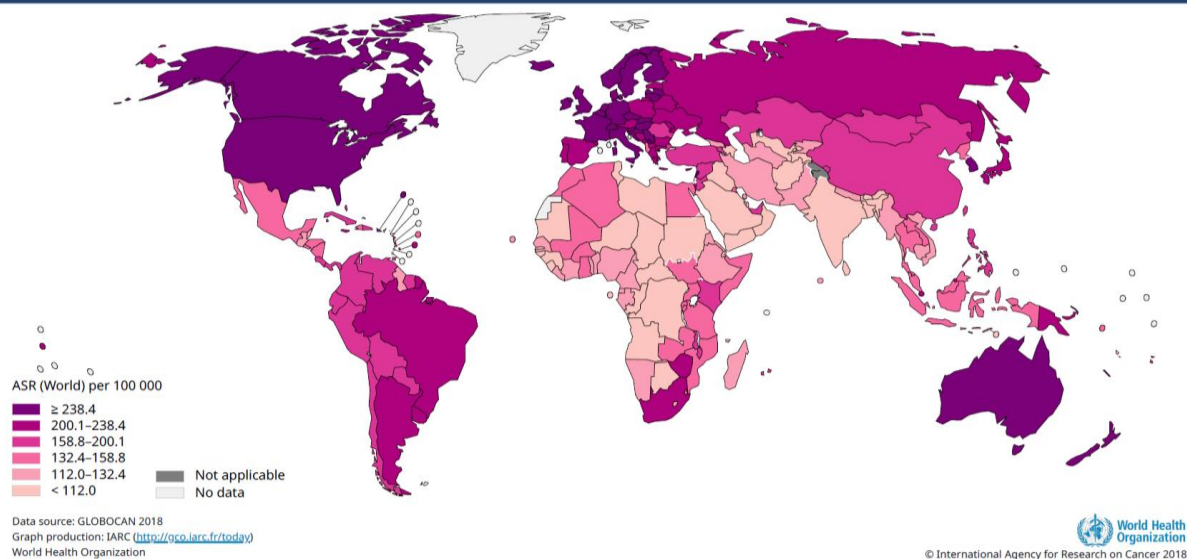 ASR (World) per 100 000
≥ 238.4
200.1–238.4
158.8–200.1
132.4–158.8
112.0–132.4
< 112.0
Not applicable
No data
Data source: GLOBOCAN 2018
Graph production: IARC (http://gco.iarc.fr/today)
World Health Organization
World Health
Organization
© International Agency for Research on Cancer 2018